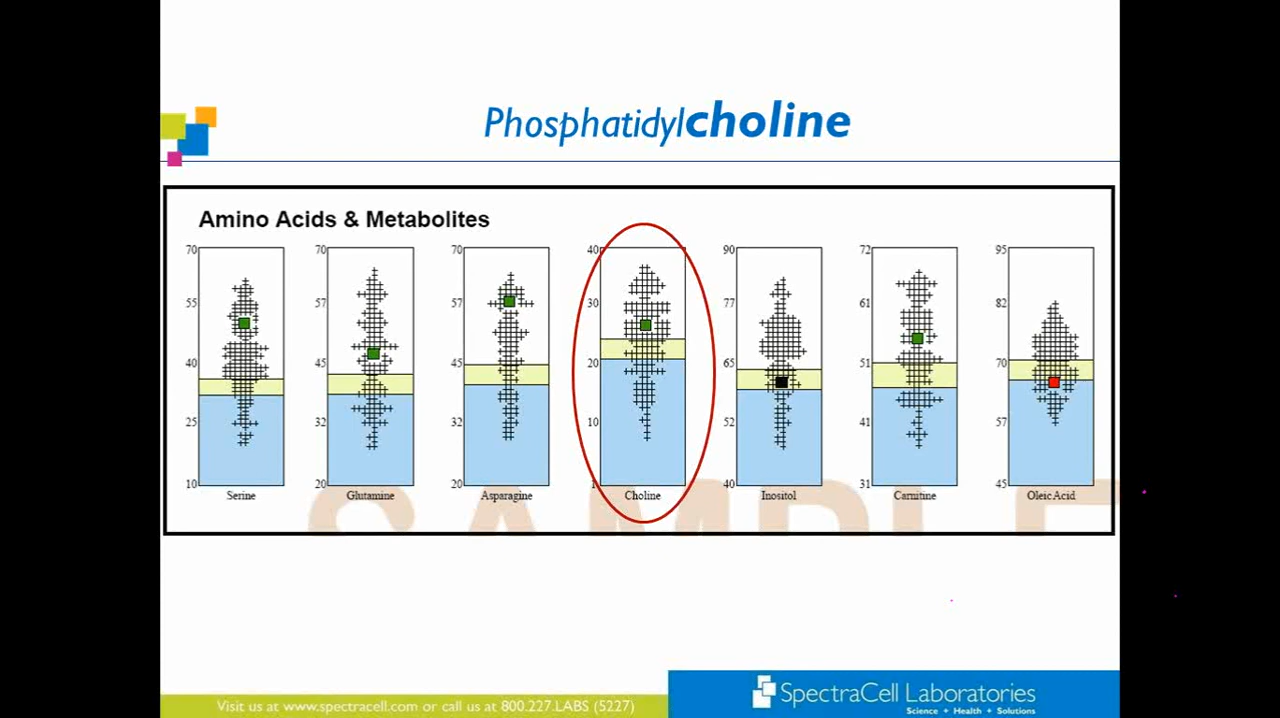 Phosphatidylcholine
Amino Acids & Metabolites
70 70 70 40 90 72 95
55 57 57 30 77 61 82
40 45 45 20 65 51 70
25 32 32 10 52 41 57
10 20 20 1 40 31 45
Serine Glutamine Asparagine Choline Inositol Carnitine Oleic Acid
SAMPLE
Visit us at www.spectracell.com or call us at 800.227.LABS (5227)
SpectraCell Laboratories
Science + Health + Solutions